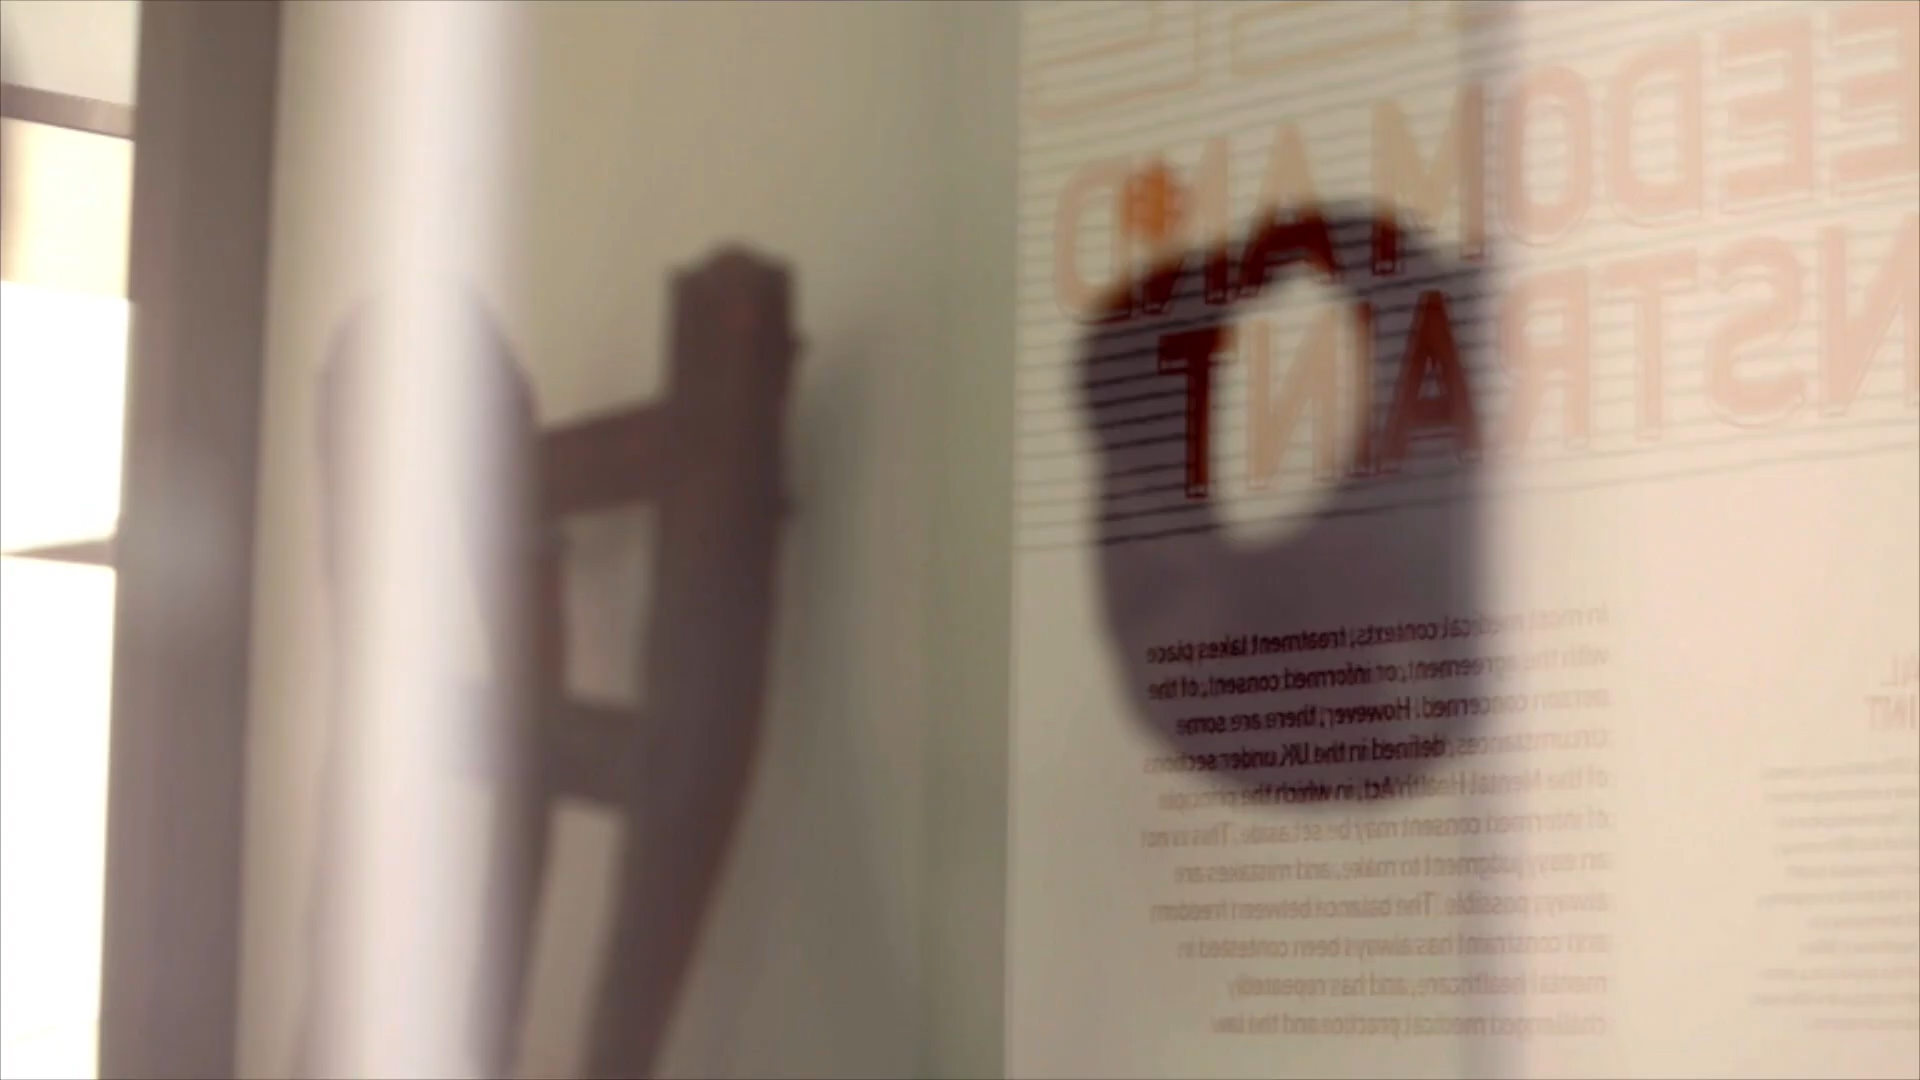 EEDOM AND
NSTRAINT
In most medical contexts, treatment takes place
with the agreement, or informed consent, of the
person concerned. However, there are some
circumstances, defined in the UK under sections
of the Mental Health Act, in which the principle
of informed consent may be set aside. This is not
an easy judgment to make, and mistakes are
always possible. The balance between freedom
and constraint has always been contested in
mental healthcare, and has repeatedly
challenged medical practice and the law
AL
INT